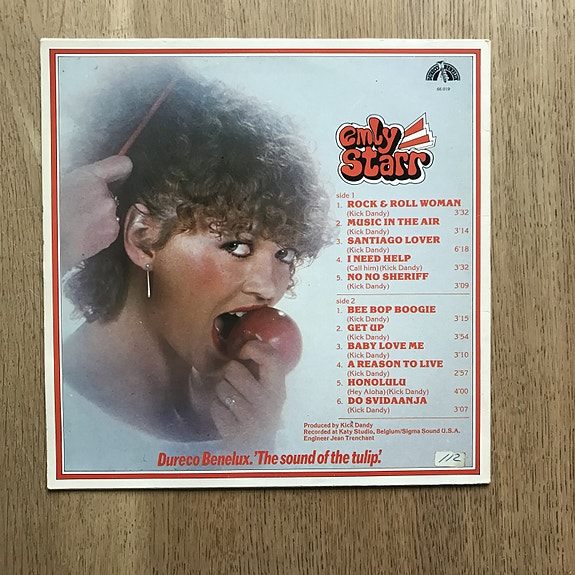 66.019
emly
Starr
side 1
1. ROCK & ROLL WOMAN
(Kick Dandy) 3'32
2. MUSIC IN THE AIR
(Kick Dandy) 3'14
3. SANTIAGO LOVER
(Kick Dandy) 6'18
4. I NEED HELP
(Call him)(Kick Dandy) 3'32
5. NO NO SHERIFF
(Kick Dandy) 3'09
side 2
1. BEE BOP BOOGIE
(Kick Dandy) 3'15
2. GET UP
(Kick Dandy) 3'54
3. BABY LOVE ME
(Kick Dandy) 3'10
4. A REASON TO LIVE
(Kick Dandy) 2'57
5. HONOLULU
(Hey Aloha)(Kick Dandy) 4'00
6. DO SVIDAANJA
(Kick Dandy) 3'07
Produced by Kick Dandy
Recorded at Katy Studio, Belgium/Sigma Sound U.S.A.
Engineer Jean Trenchant
Dureco Benelux.'The sound of the tulip.'
112